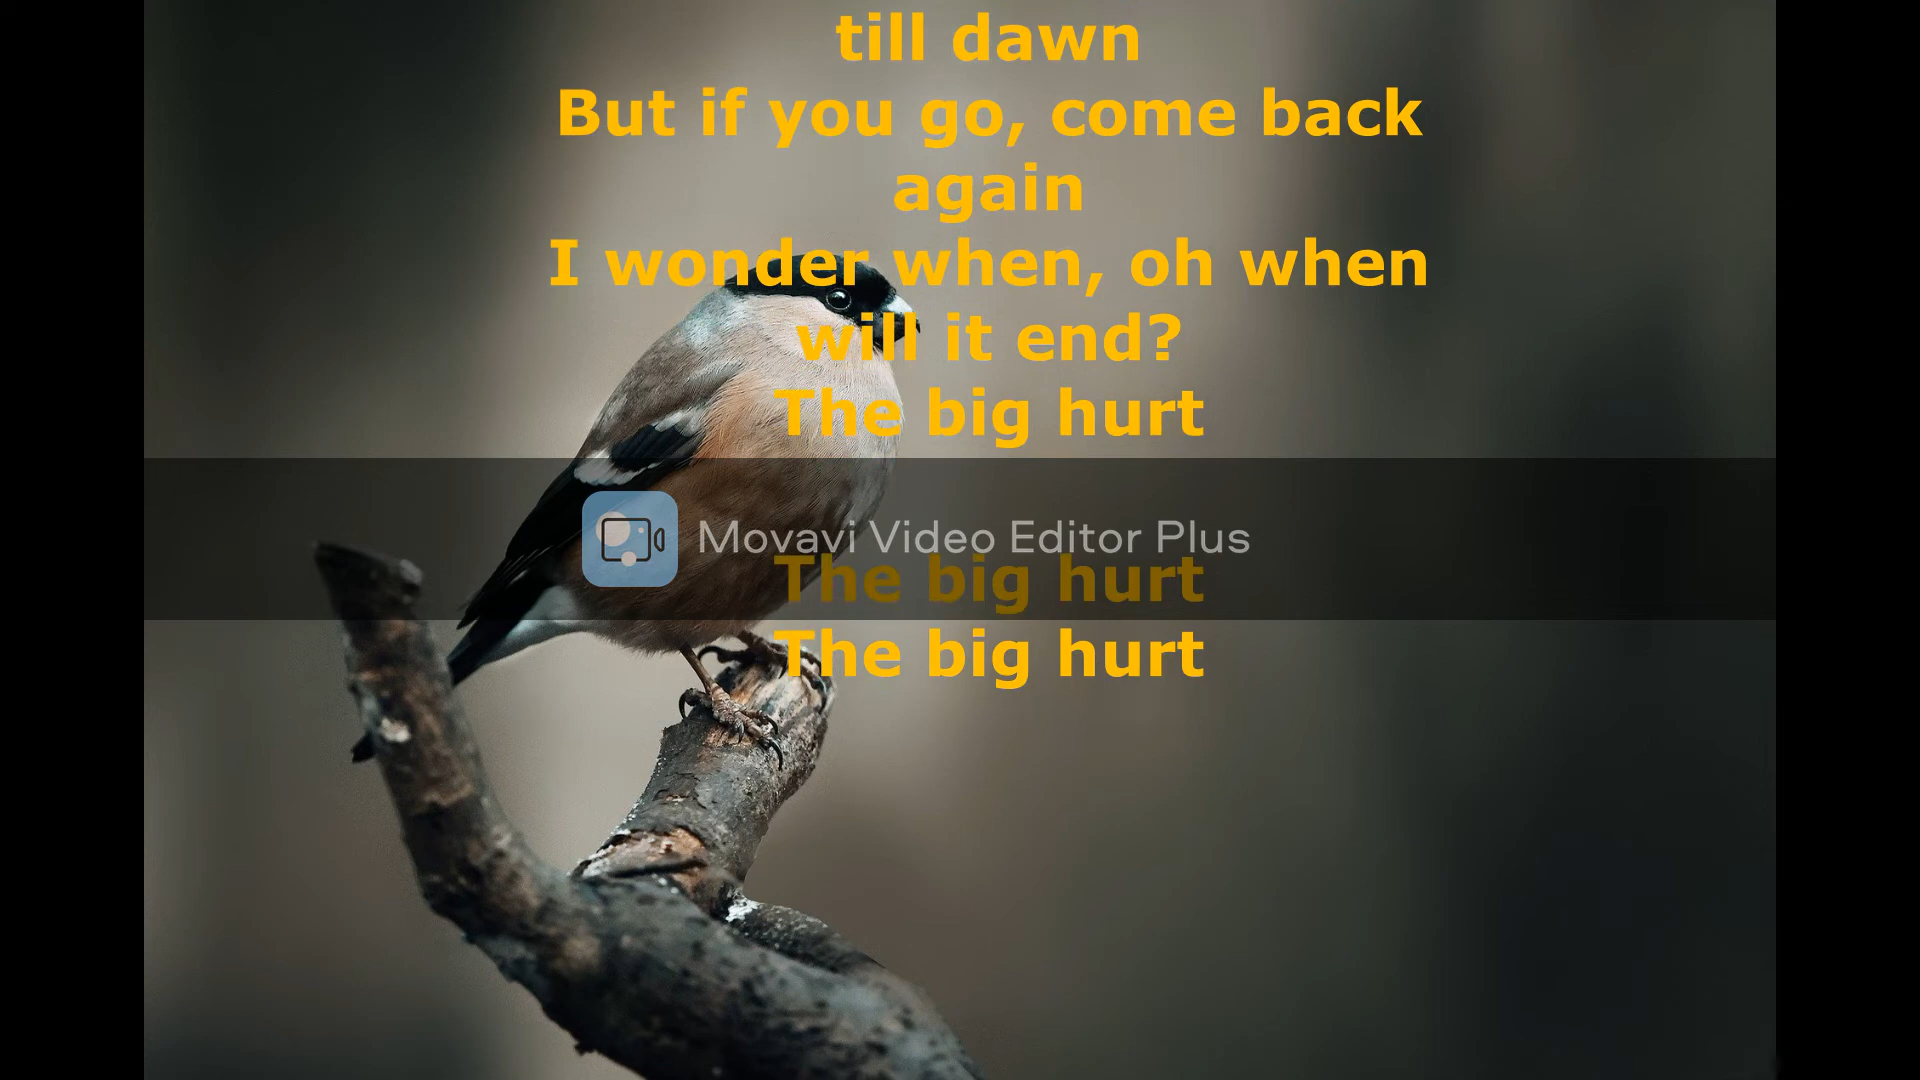 till dawn
But if you go, come back
again
I wonder when, oh when
will it end?
The big hurt
Movavi Video Editor Plus
The big hurt
The big hurt